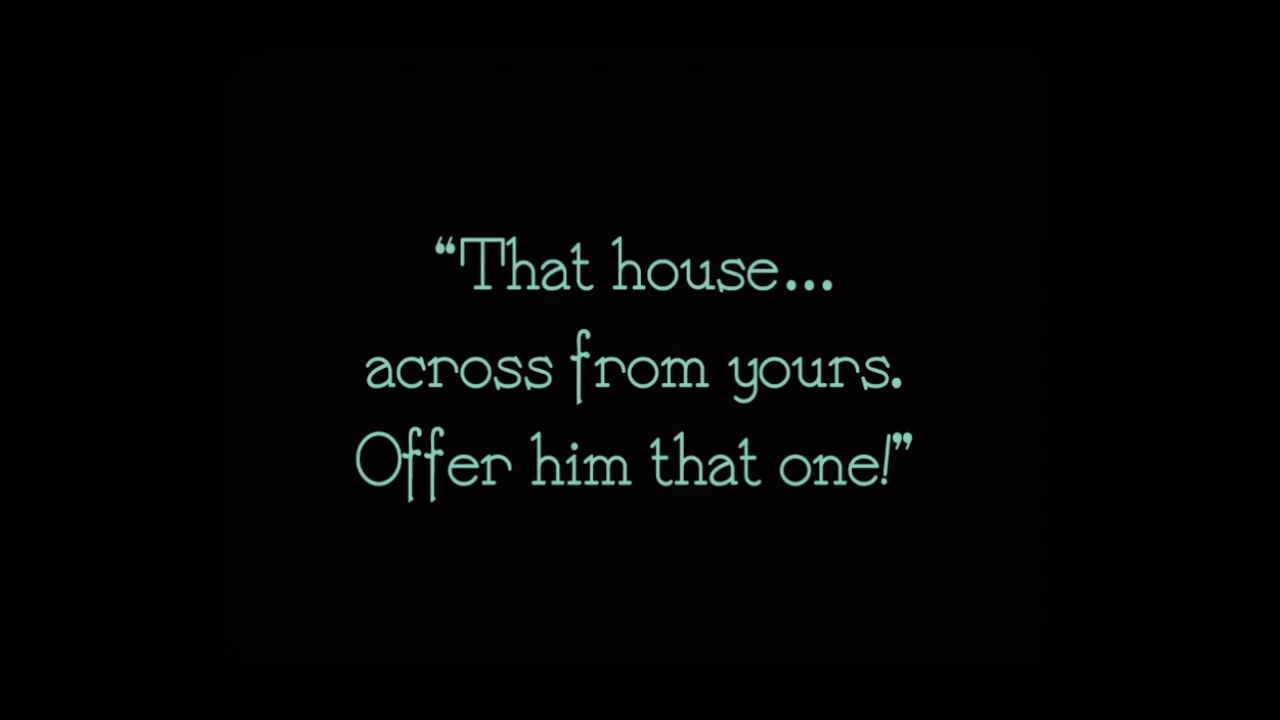 “That house...
across from yours.
Offer him that one!”